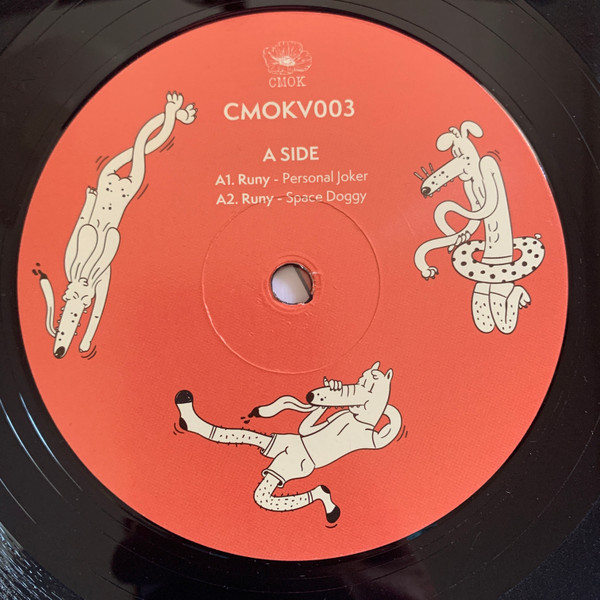 CMOK
CMOKV003
A SIDE
A1. Runy - Personal Joker
A2. Runy - Space Doggy